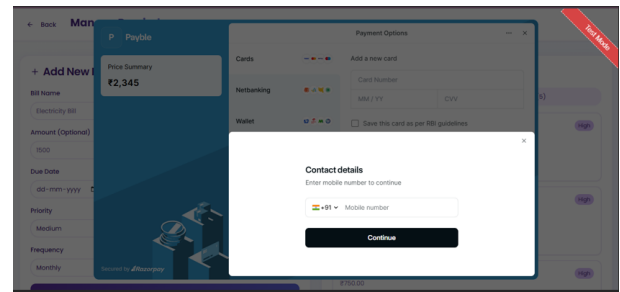 ← Back
+ Add New
Bill Name
Electricity Bill
Amount (Optional)
1500
Due Date
dd-mm-yyyy
Priority
Medium
Frequency
Monthly
P Payble
Price Summary
₹2,345
Secured by Razorpay
Payment Options
Cards
Netbanking
Wallet
Add a new card
Card Number
MM / YY
CVV
Save this card as per RBI guidelines
Contact details
Enter mobile number to continue
+91 Mobile number
Continue
Test Mode
High
High
High
₹750.00